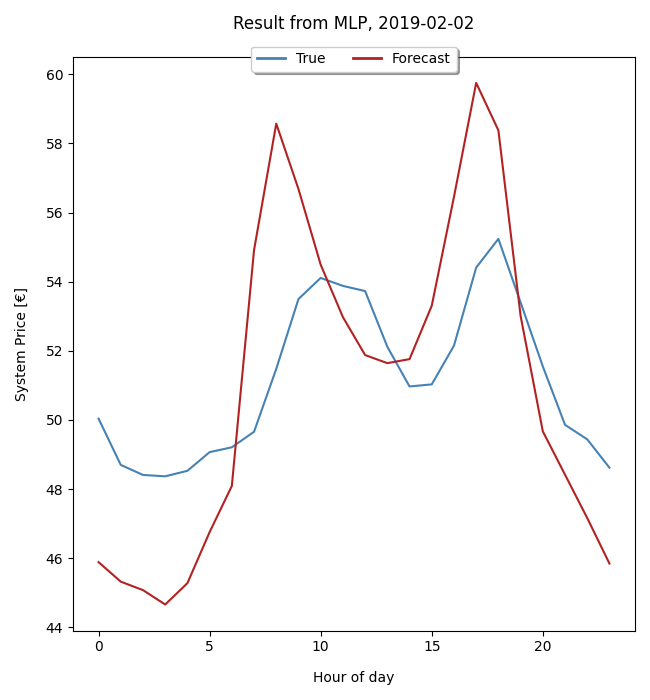 Result from MLP, 2019-02-02
True Forecast
60
58
56
54
52
50
48
46
44
System Price [€]
0 5 10 15 20
Hour of day